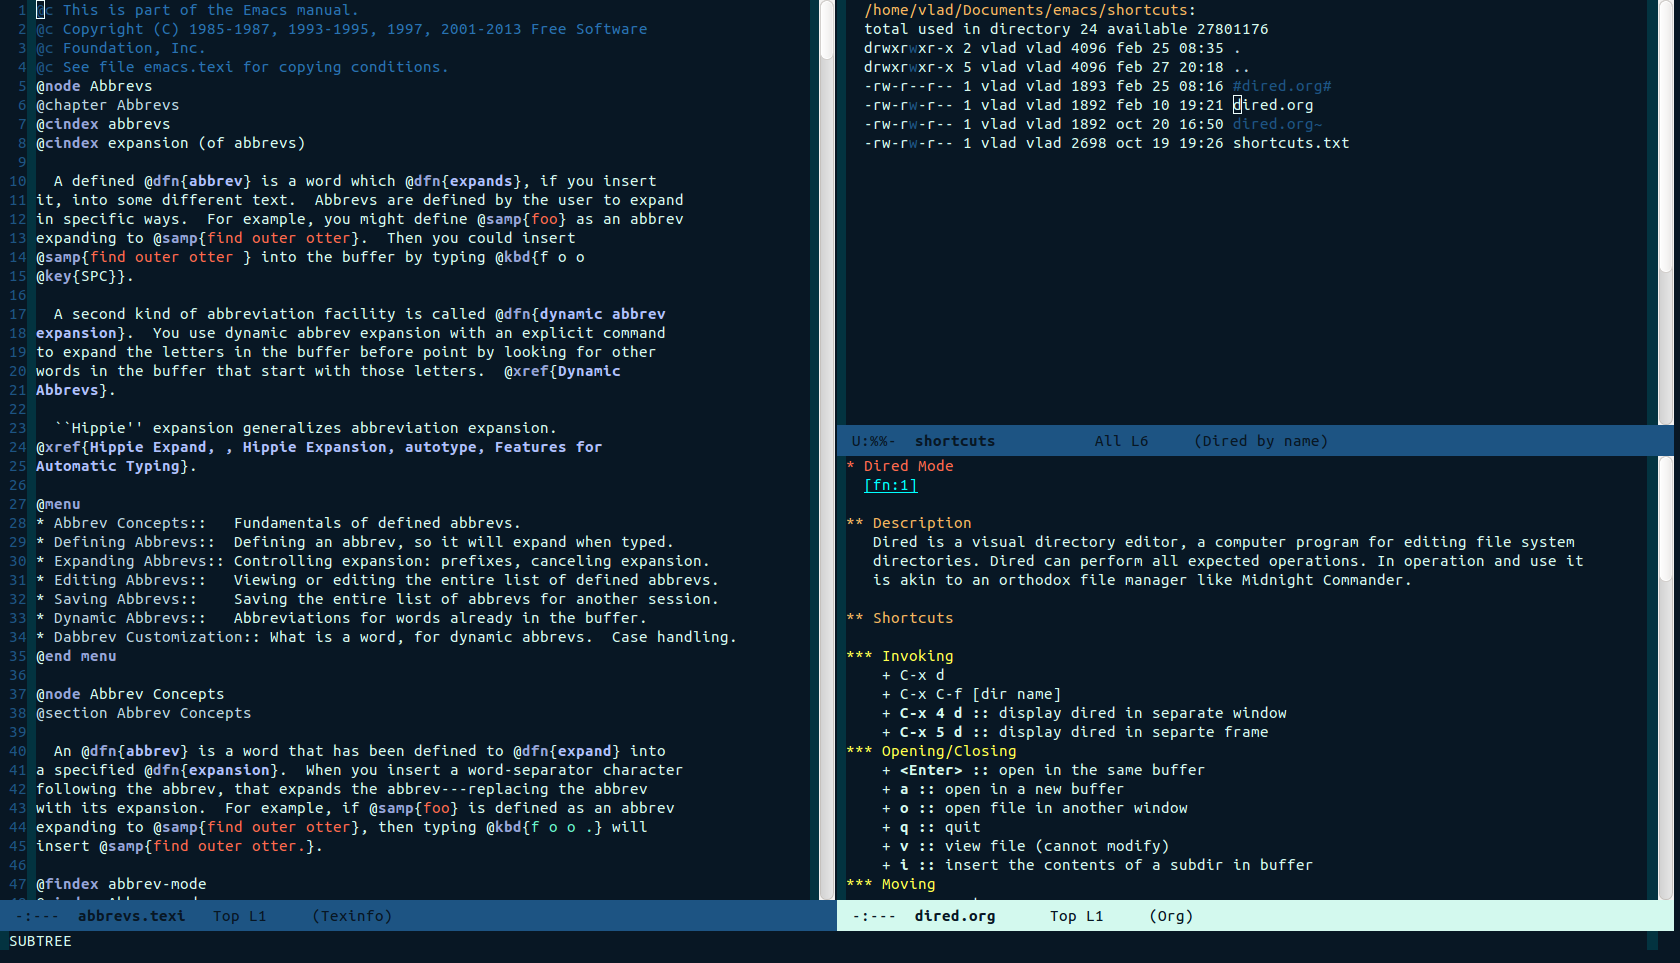 1 @c This is part of the Emacs manual.
2 @c Copyright (C) 1985-1987, 1993-1995, 1997, 2001-2013 Free Software
3 @c Foundation, Inc.
4 @c See file emacs.texi for copying conditions.
5 @node Abbrevs
6 @chapter Abbrevs
7 @cindex abbrevs
8 @cindex expansion (of abbrevs)
9
10   A defined @dfn{abbrev} is a word which @dfn{expands}, if you insert
11 it, into some different text.  Abbrevs are defined by the user to expand
12 in specific ways.  For example, you might define @samp{foo} as an abbrev
13 expanding to @samp{find outer otter}.  Then you could insert
14 @samp{find outer otter } into the buffer by typing @kbd{f o o
15 @key{SPC}}.
16
17   A second kind of abbreviation facility is called @dfn{dynamic abbrev
18 expansion}.  You use dynamic abbrev expansion with an explicit command
19 to expand the letters in the buffer before point by looking for other
20 words in the buffer that start with those letters.  @xref{Dynamic
21 Abbrevs}.
22
23   ``Hippie'' expansion generalizes abbreviation expansion.
24 @xref{Hippie Expand, , Hippie Expansion, autotype, Features for
25 Automatic Typing}.
26
27 @menu
28 * Abbrev Concepts::   Fundamentals of defined abbrevs.
29 * Defining Abbrevs::  Defining an abbrev, so it will expand when typed.
30 * Expanding Abbrevs:: Controlling expansion: prefixes, canceling expansion.
31 * Editing Abbrevs::   Viewing or editing the entire list of defined abbrevs.
32 * Saving Abbrevs::    Saving the entire list of abbrevs for another session.
33 * Dynamic Abbrevs::   Abbreviations for words already in the buffer.
34 * Dabbrev Customization:: What is a word, for dynamic abbrevs.  Case handling.
35 @end menu
36
37 @node Abbrev Concepts
38 @section Abbrev Concepts
39
40   An @dfn{abbrev} is a word that has been defined to @dfn{expand} into
41 a specified @dfn{expansion}.  When you insert a word-separator character
42 following the abbrev, that expands the abbrev---replacing the abbrev
43 with its expansion.  For example, if @samp{foo} is defined as an abbrev
44 expanding to @samp{find outer otter}, then typing @kbd{f o o .} will
45 insert @samp{find outer otter.}.
46
47 @findex abbrev-mode
-:---  abbrevs.texi   Top L1     (Texinfo)
/home/vlad/Documents/emacs/shortcuts:
total used in directory 24 available 27801176
drwxrwxr-x 2 vlad vlad 4096 feb 25 08:35 .
drwxrwxr-x 5 vlad vlad 4096 feb 27 20:18 ..
-rw-r--r-- 1 vlad vlad 1893 feb 25 08:16 #dired.org#
-rw-rw-r-- 1 vlad vlad 1892 feb 10 19:21 dired.org
-rw-rw-r-- 1 vlad vlad 1892 oct 20 16:50 dired.org~
-rw-rw-r-- 1 vlad vlad 2698 oct 19 19:26 shortcuts.txt
U:%%-  shortcuts           All L6     (Dired by name)
* Dired Mode
  [fn:1]
** Description
   Dired is a visual directory editor, a computer program for editing file system
   directories. Dired can perform all expected operations. In operation and use it
   is akin to an orthodox file manager like Midnight Commander.
** Shortcuts
*** Invoking
    + C-x d
    + C-x C-f [dir name]
    + C-x 4 d :: display dired in separate window
    + C-x 5 d :: display dired in separte frame
*** Opening/Closing
    + <Enter> :: open in the same buffer
    + a :: open in a new buffer
    + o :: open file in another window
    + q :: quit
    + v :: view file (cannot modify)
    + i :: insert the contents of a subdir in buffer
*** Moving
-:---  dired.org      Top L1     (Org)
SUBTREE